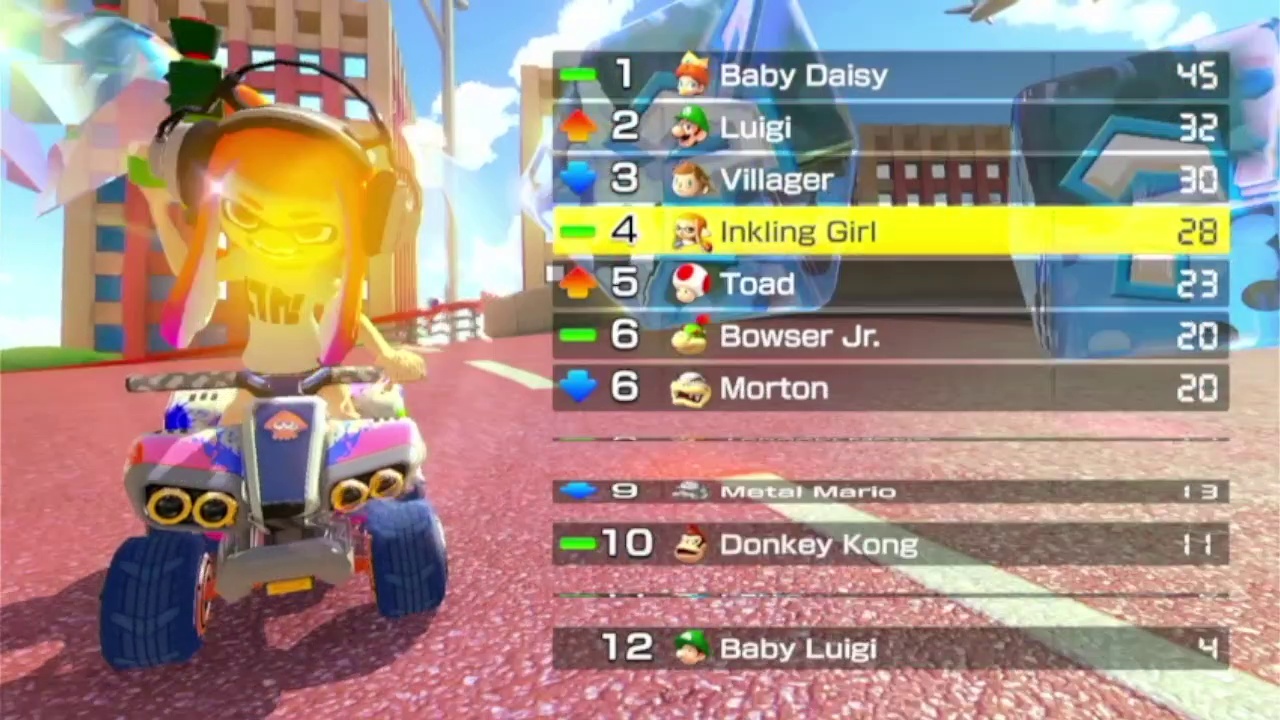 1 Baby Daisy 45
2 Luigi 32
3 Villager 30
4 Inkling Girl 28
5 Toad 23
6 Bowser Jr. 20
6 Morton 20
9 Metal Mario 13
10 Donkey Kong 11
12 Baby Luigi 4